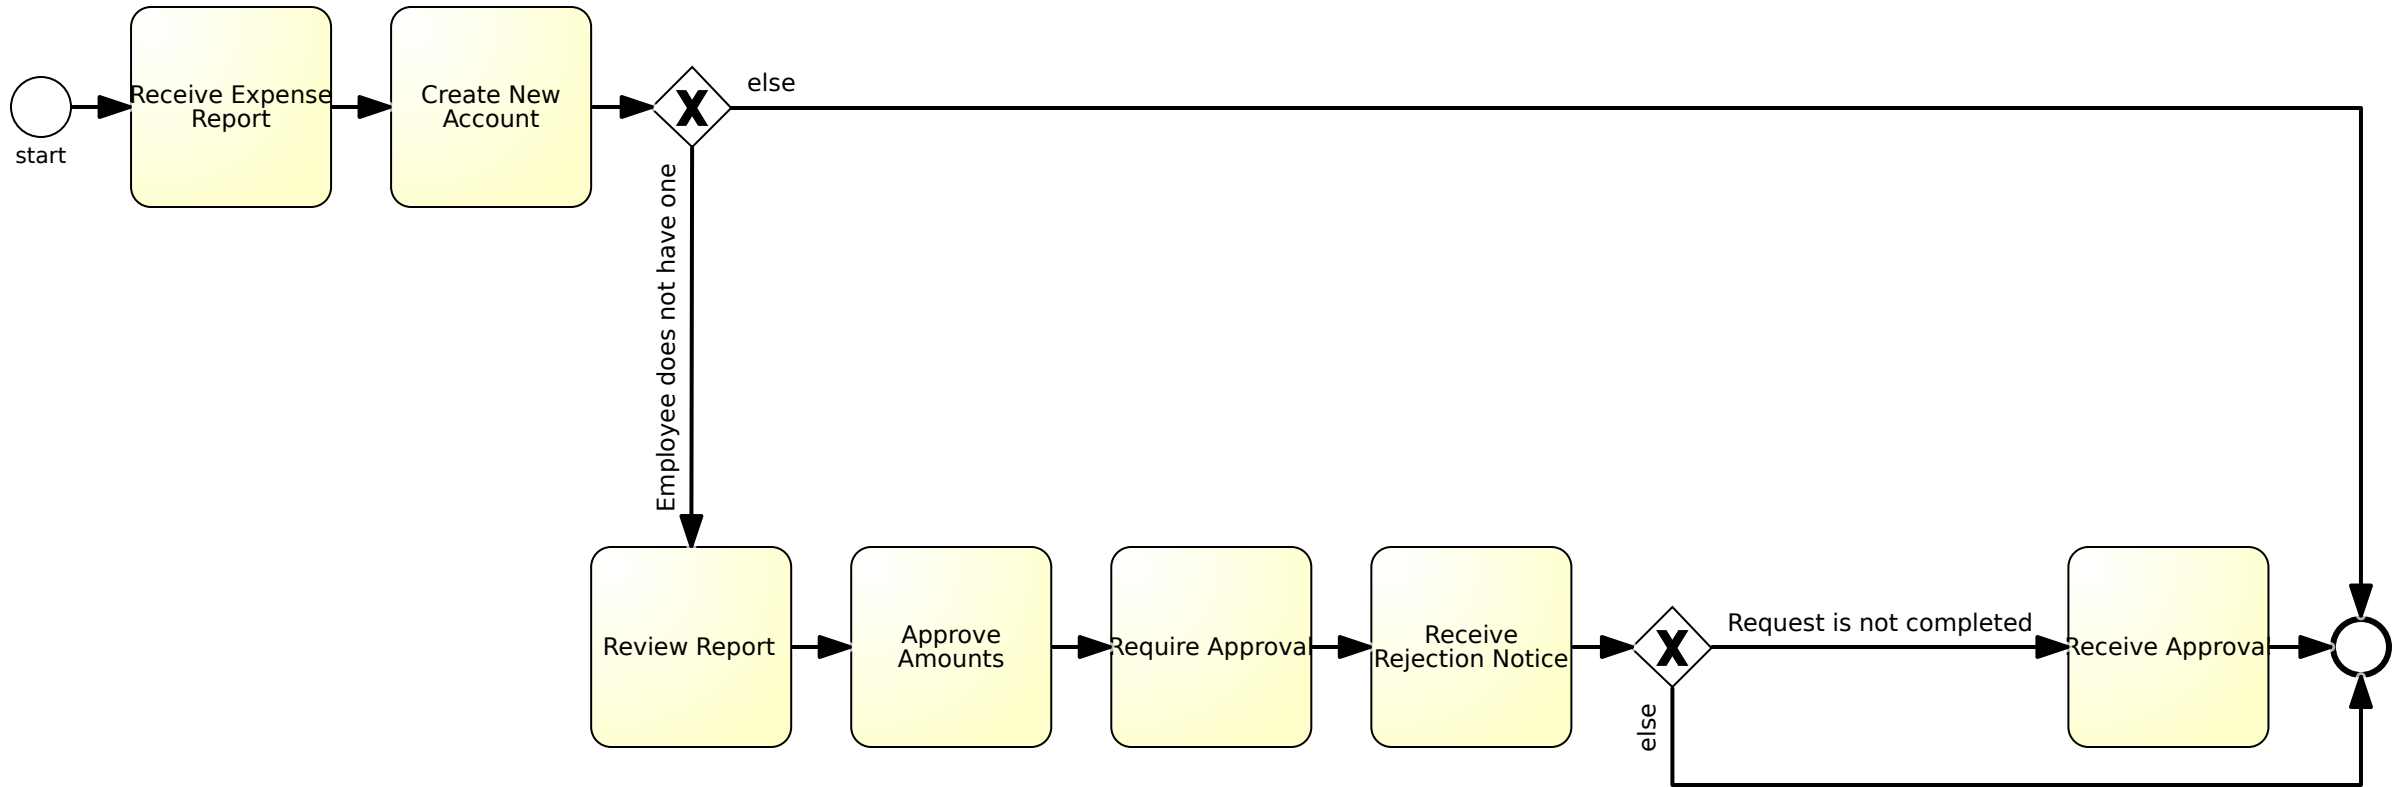 Receive Expense
Report
Create New
Account
X
else
start
Employee does not have one
Review Report
Approve
Amounts
Require Approval
Receive
Rejection Notice
X
Request is not completed
else
Receive Approval